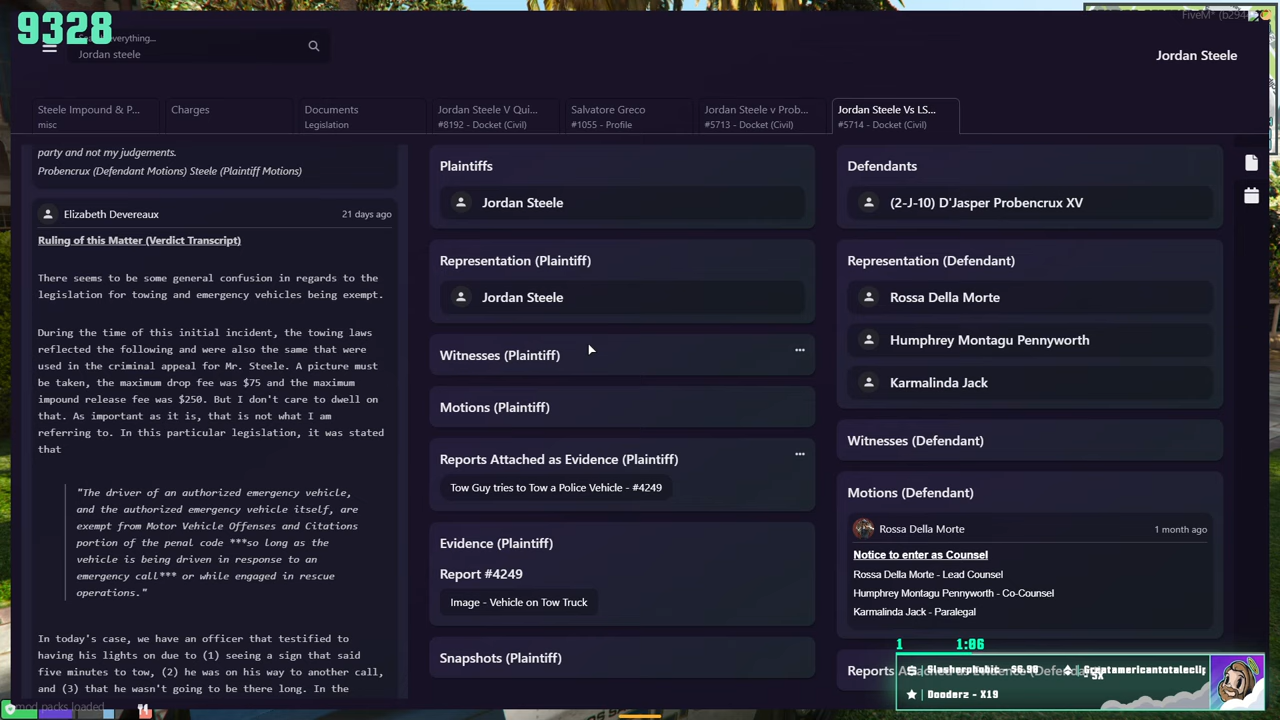 9328
everything...
Jordan steele
FiveM* (b294
Jordan Steele
Steele Impound & P...
misc
Charges
Documents
Legislation
Jordan Steele V Qui...
#8192 - Docket (Civil)
Salvatore Greco
#1055 - Profile
Jordan Steele v Prob...
#5713 - Docket (Civil)
Jordan Steele Vs LS...
#5714 - Docket (Civil)
party and not my judgements.
Probencrux (Defendant Motions) Steele (Plaintiff Motions)
Elizabeth Devereaux
21 days ago
Ruling of this Matter (Verdict Transcript)
There seems to be some general confusion in regards to the
legislation for towing and emergency vehicles being exempt.
During the time of this initial incident, the towing laws
reflected the following and were also the same that were
used in the criminal appeal for Mr. Steele. A picture must
be taken, the maximum drop fee was $75 and the maximum
impound release fee was $250. But I don't care to dwell on
that. As important as it is, that is not what I am
referring to. In this particular legislation, it was stated
that
"The driver of an authorized emergency vehicle,
and the authorized emergency vehicle itself, are
exempt from Motor Vehicle Offenses and Citations
portion of the penal code ***so long as the
vehicle is being driven in response to an
emergency call*** or while engaged in rescue
operations."
In today's case, we have an officer that testified to
having his lights on due to (1) seeing a sign that said
five minutes to tow, (2) he was on his way to another call,
and (3) that he wasn't going to be there long. In the
mod packs loaded
Plaintiffs
Jordan Steele
Representation (Plaintiff)
Jordan Steele
Witnesses (Plaintiff)
Motions (Plaintiff)
Reports Attached as Evidence (Plaintiff)
Tow Guy tries to Tow a Police Vehicle - #4249
Evidence (Plaintiff)
Report #4249
Image - Vehicle on Tow Truck
Snapshots (Plaintiff)
Defendants
(2-J-10) D'Jasper Probencrux XV
Representation (Defendant)
Rossa Della Morte
Humphrey Montagu Pennyworth
Karmalinda Jack
Witnesses (Defendant)
Motions (Defendant)
Rossa Della Morte
1 month ago
Notice to enter as Counsel
Rossa Della Morte - Lead Counsel
Humphrey Montagu Pennyworth - Co-Counsel
Karmalinda Jack - Paralegal
1
1:06
Reports Attached as Evidence (Defendant)
Dooderz - X19